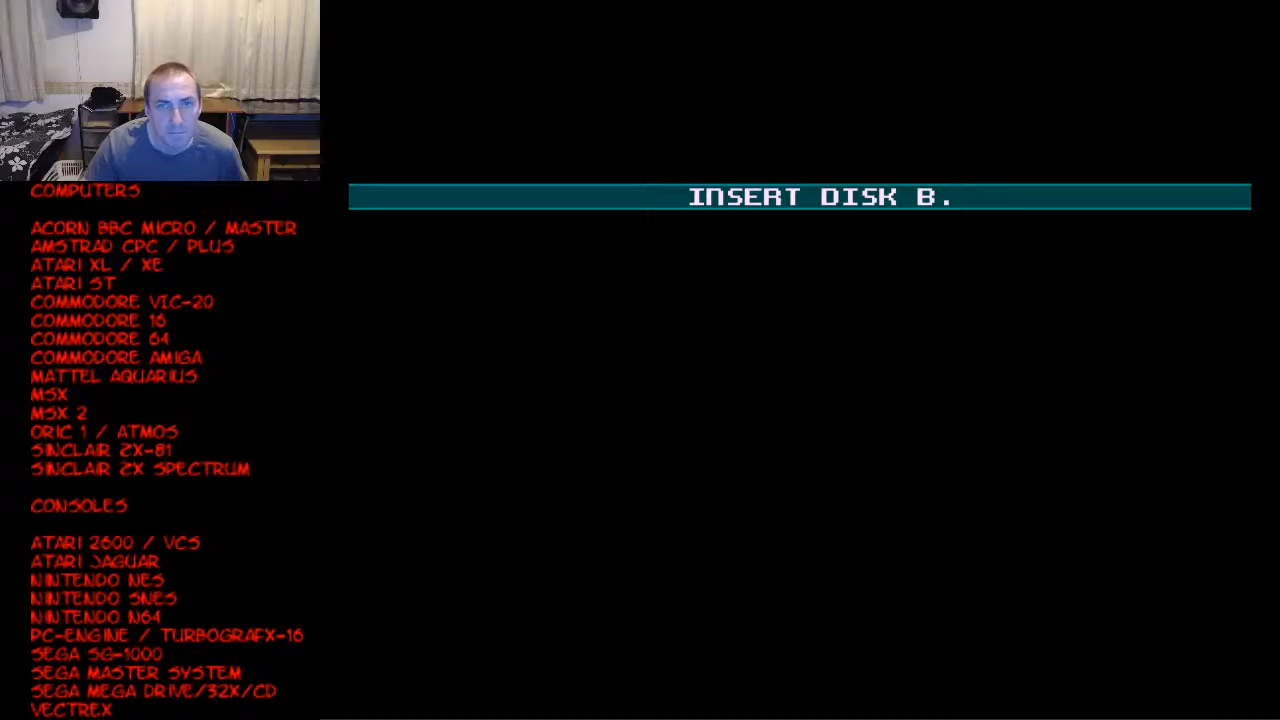 INSERT DISK B.
COMPUTERS
ACORN BBC MICRO / MASTER
AMSTRAD CPC / PLUS
ATARI XL / XE
ATARI ST
COMMODORE VIC-20
COMMODORE 16
COMMODORE 64
COMMODORE AMIGA
MATTEL AQUARIUS
MSX
MSX 2
ORIC 1 / ATMOS
SINCLAIR ZX-81
SINCLAIR ZX SPECTRUM
CONSOLES
ATARI 2600 / VCS
ATARI JAGUAR
NINTENDO NES
NINTENDO SNES
NINTENDO N64
PC-ENGINE / TURBOGRAFX-16
SEGA SG-1000
SEGA MASTER SYSTEM
SEGA MEGA DRIVE/32X/CD
VECTREX